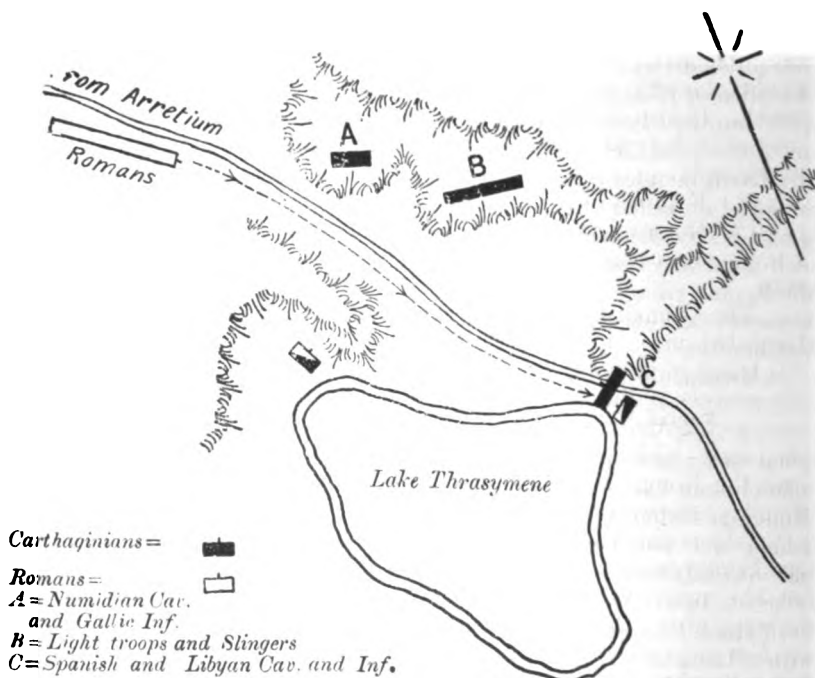 . rom Arretium
Romans
A
B
C
Lake Thrasymene
Carthaginians =
Romans =
A = Numidian Cav.
and Gallic Inf.
B = Light troops and Slingers
C = Spanish and Libyan Cav. and Inf.